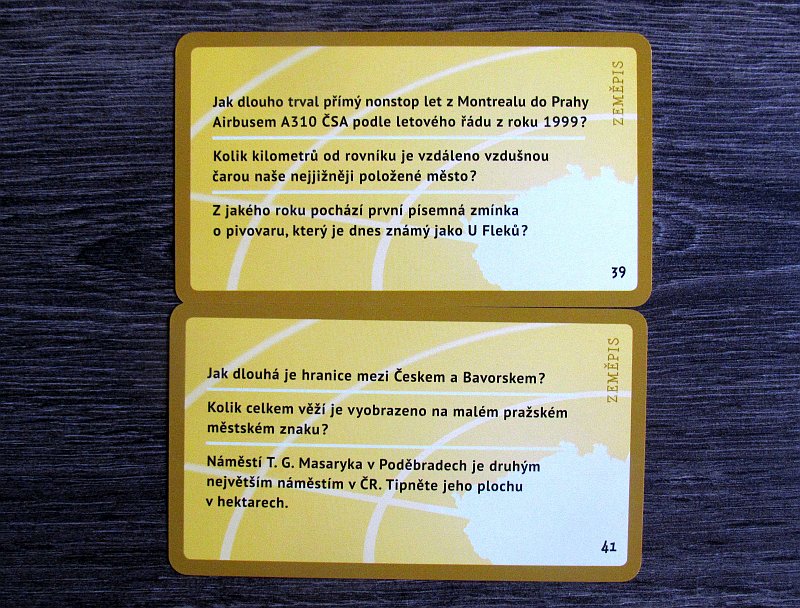 ZEMĚPIS
Jak dlouho trval přímý nonstop let z Montrealu do Prahy
Airbusem A310 ČSA podle letového řádu z roku 1999?
Kolik kilometrů od rovníku je vzdáleno vzdušnou
čarou naše nejjižněji položené město?
Z jakého roku pochází první písemná zmínka
o pivovaru, který je dnes známý jako U Fleků?
39
ZEMĚPIS
Jak dlouhá je hranice mezi Českem a Bavorskem?
Kolik celkem věží je vyobrazeno na malém pražském
městském znaku?
Náměstí T. G. Masaryka v Poděbradech je druhým
největším náměstím v ČR. Tipněte jeho plochu
v hektarech.
41